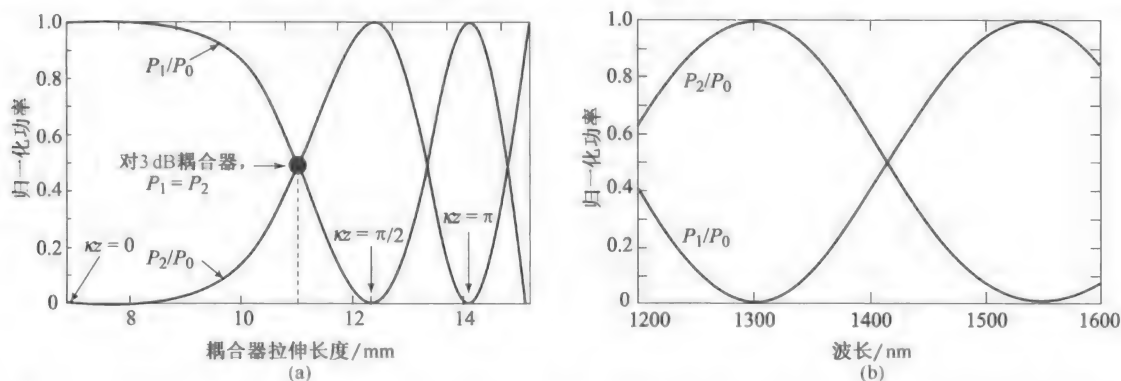 1.0
0.8
0.6
0.4
0.2
0
归一化功率
P₁/P₀
对3 dB耦合器，
P₁ = P₂
κz = 0
P₂/P₀
κz = π/2
κz = π
8
10
12
14
耦合器拉伸长度/mm
(a)
1.0
0.8
0.6
0.4
0.2
0
归一化功率
P₂/P₀
P₁/P₀
1200
1300
1400
1500
1600
波长/nm
(b)